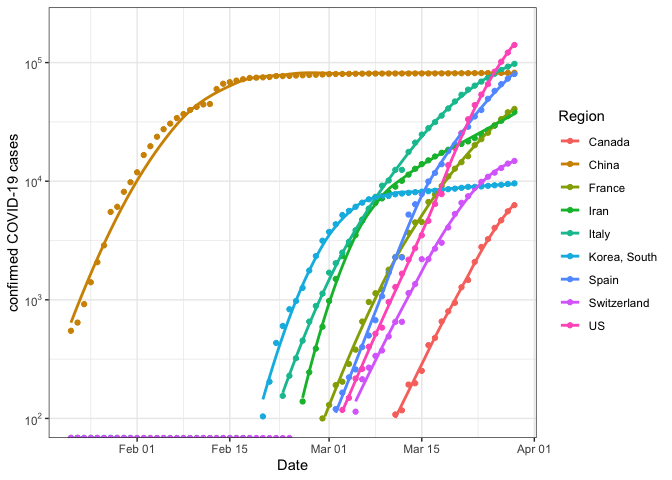 confirmed COVID-19 cases
10^5
10^4
10^3
10^2
Feb 01
Feb 15
Mar 01
Mar 15
Apr 01
Date
Region
Canada
China
France
Iran
Italy
Korea, South
Spain
Switzerland
US